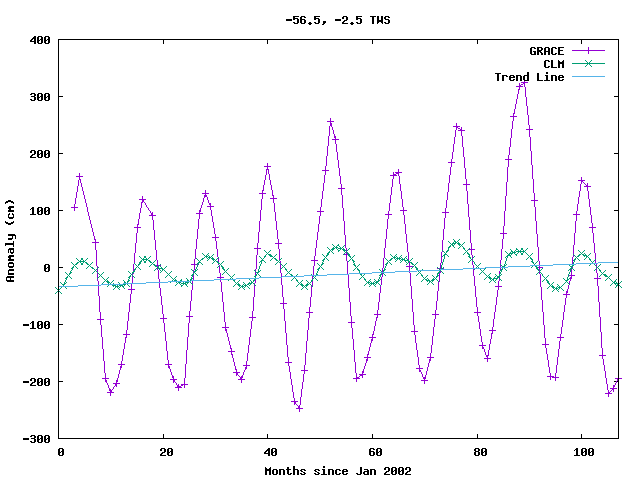 -56.5, -2.5 TWS
400
300
200
100
0
-100
-200
-300
Anomaly (cm)
GRACE
CLM
Trend Line
0 20 40 60 80 100
Months since Jan 2002